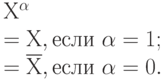 X^α
= X, если α = 1;
= X̅, если α = 0.